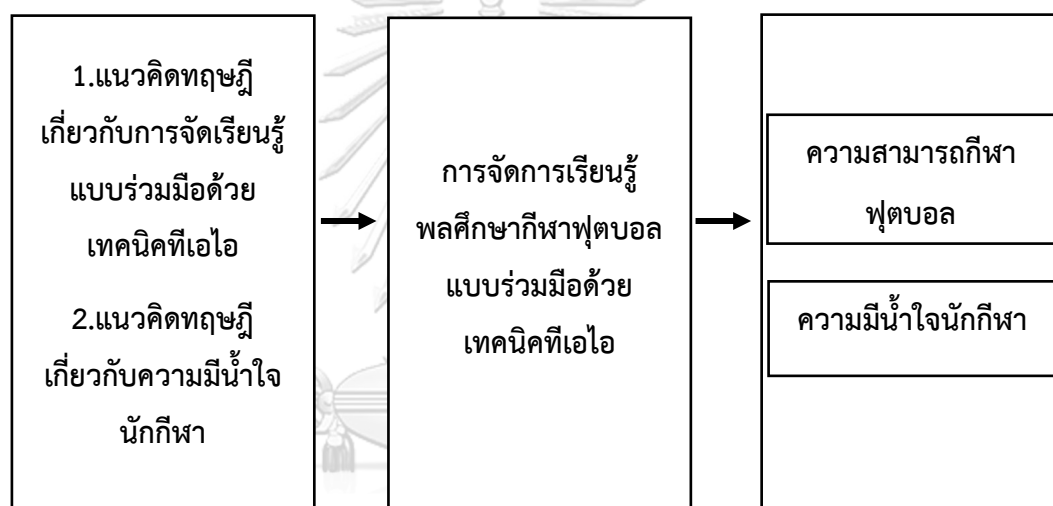 1.แนวคิดทฤษฎี
เกี่ยวกับการจัดเรียนรู้
แบบร่วมมือด้วย
เทคนิคทีเอไอ
2.แนวคิดทฤษฎี
เกี่ยวกับความมีน้ำใจ
นักกีฬา
การจัดการเรียนรู้
พลศึกษากีฬาฟุตบอล
แบบร่วมมือด้วย
เทคนิคทีเอไอ
ความสามารถกีฬา
ฟุตบอล
ความมีน้ำใจนักกีฬา